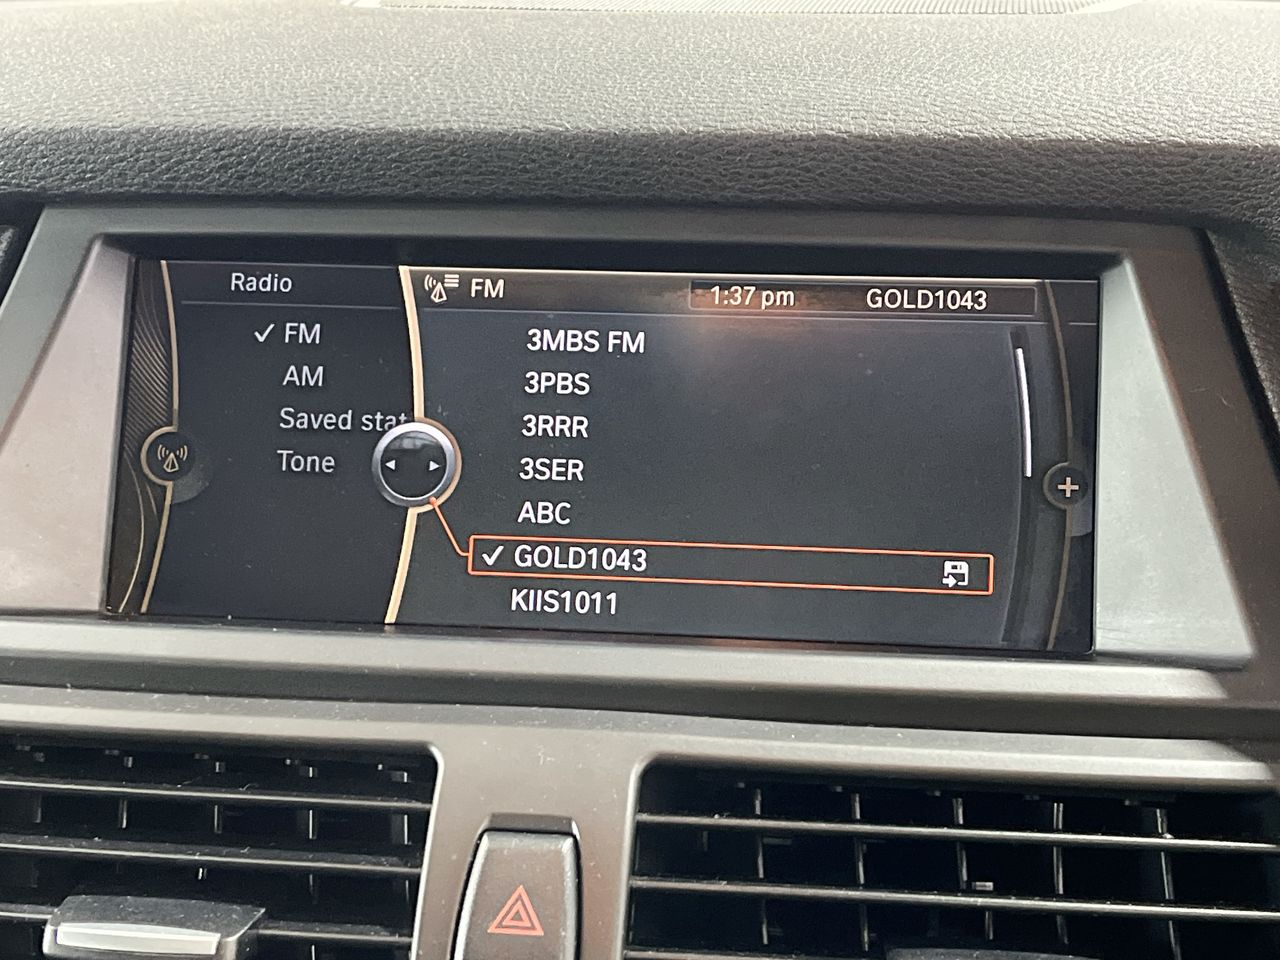 Radio
FM
AM
Saved stat
Tone
FM
1:37 pm
GOLD1043
3MBS FM
3PBS
3RRR
3SER
ABC
GOLD1043
KIIS1011